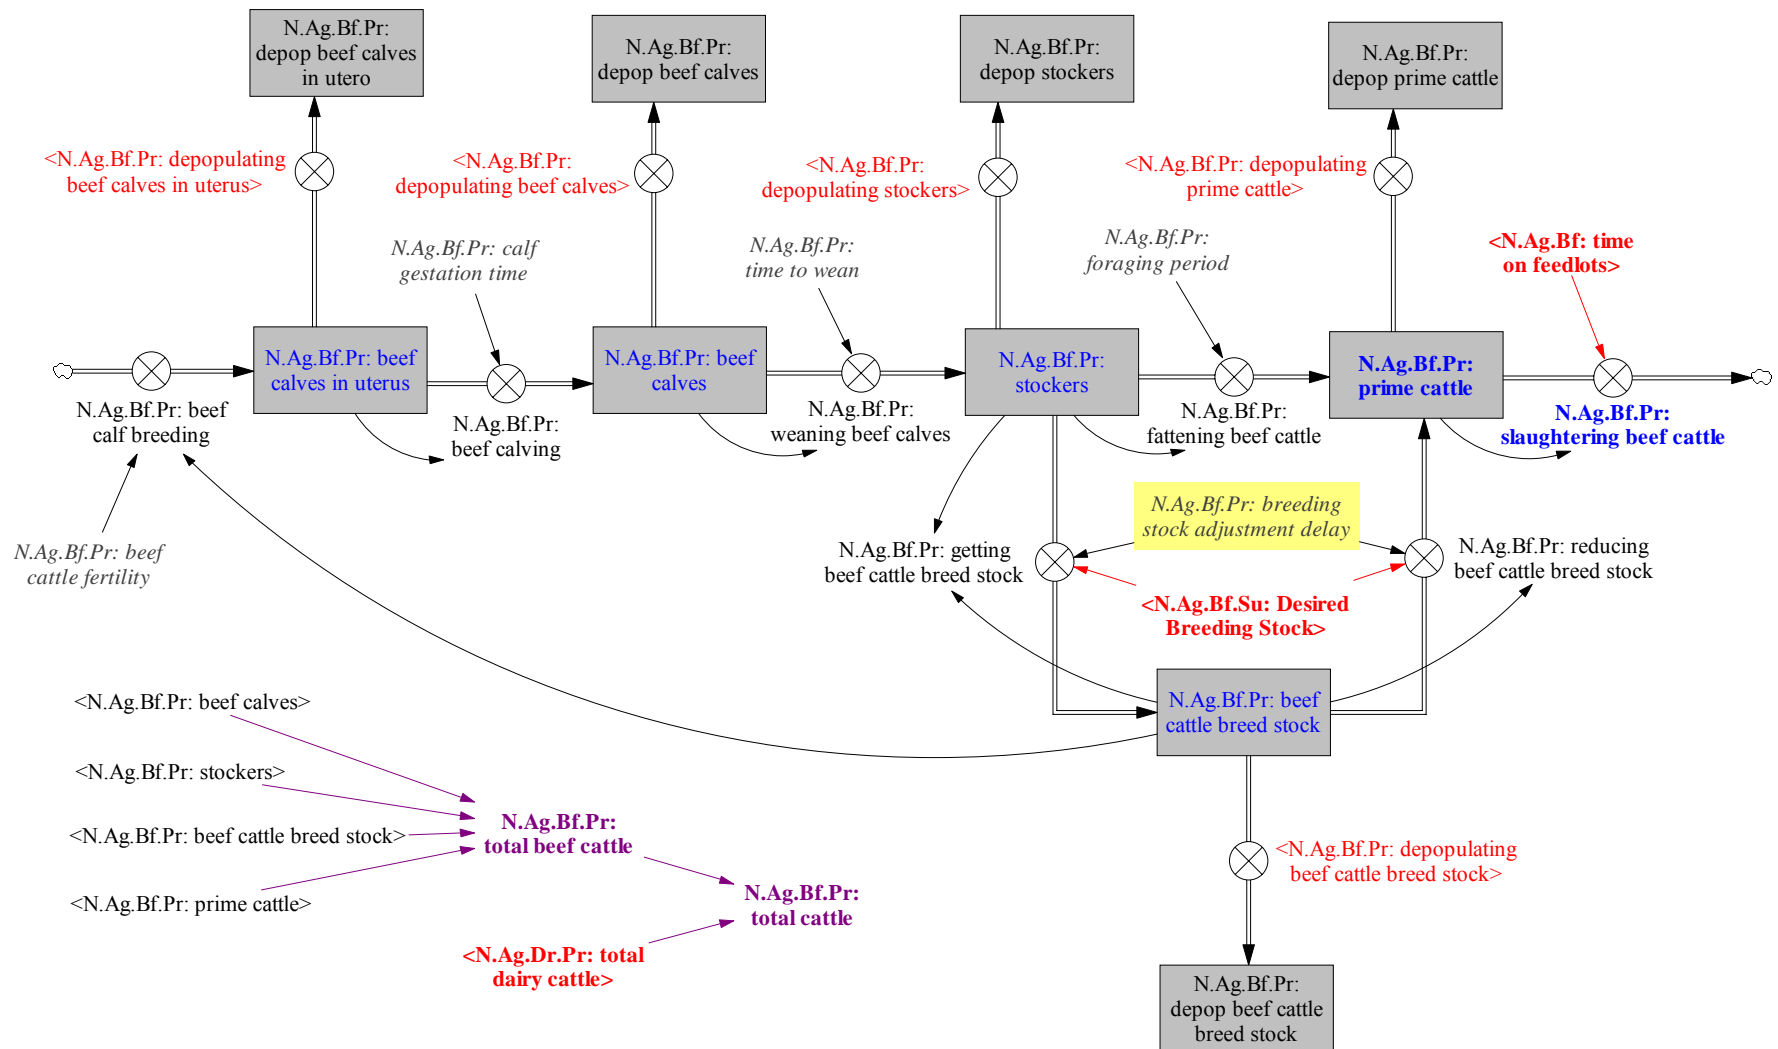 N.Ag.Bf.Pr:
depop beef calves
in utero
N.Ag.Bf.Pr:
depop beef calves
N.Ag.Bf.Pr:
depop stockers
N.Ag.Bf.Pr:
depop prime cattle
<N.Ag.Bf.Pr: depopulating
beef calves in uterus>
<N.Ag.Bf.Pr:
depopulating beef calves>
<N.Ag.Bf.Pr:
depopulating stockers>
<N.Ag.Bf.Pr: depopulating
prime cattle>
N.Ag.Bf.Pr: calf
gestation time
N.Ag.Bf.Pr:
time to wean
N.Ag.Bf.Pr:
foraging period
<N.Ag.Bf: time
on feedlots>
N.Ag.Bf.Pr: beef
calves in uterus
N.Ag.Bf.Pr: beef
calves
N.Ag.Bf.Pr:
stockers
N.Ag.Bf.Pr:
prime cattle
N.Ag.Bf.Pr: beef
calf breeding
N.Ag.Bf.Pr:
beef calving
N.Ag.Bf.Pr:
weaning beef calves
N.Ag.Bf.Pr:
fattening beef cattle
N.Ag.Bf.Pr:
slaughtering beef cattle
N.Ag.Bf.Pr: beef
cattle fertility
N.Ag.Bf.Pr: getting
beef cattle breed stock
N.Ag.Bf.Pr: breeding
stock adjustment delay
N.Ag.Bf.Pr: reducing
beef cattle breed stock
<N.Ag.Bf.Su: Desired
Breeding Stock>
N.Ag.Bf.Pr: beef
cattle breed stock
<N.Ag.Bf.Pr: beef calves>
<N.Ag.Bf.Pr: stockers>
<N.Ag.Bf.Pr: beef cattle breed stock>
<N.Ag.Bf.Pr: prime cattle>
N.Ag.Bf.Pr:
total beef cattle
N.Ag.Bf.Pr:
total cattle
<N.Ag.Dr.Pr: total
dairy cattle>
<N.Ag.Bf.Pr: depopulating
beef cattle breed stock>
N.Ag.Bf.Pr:
depop beef cattle
breed stock